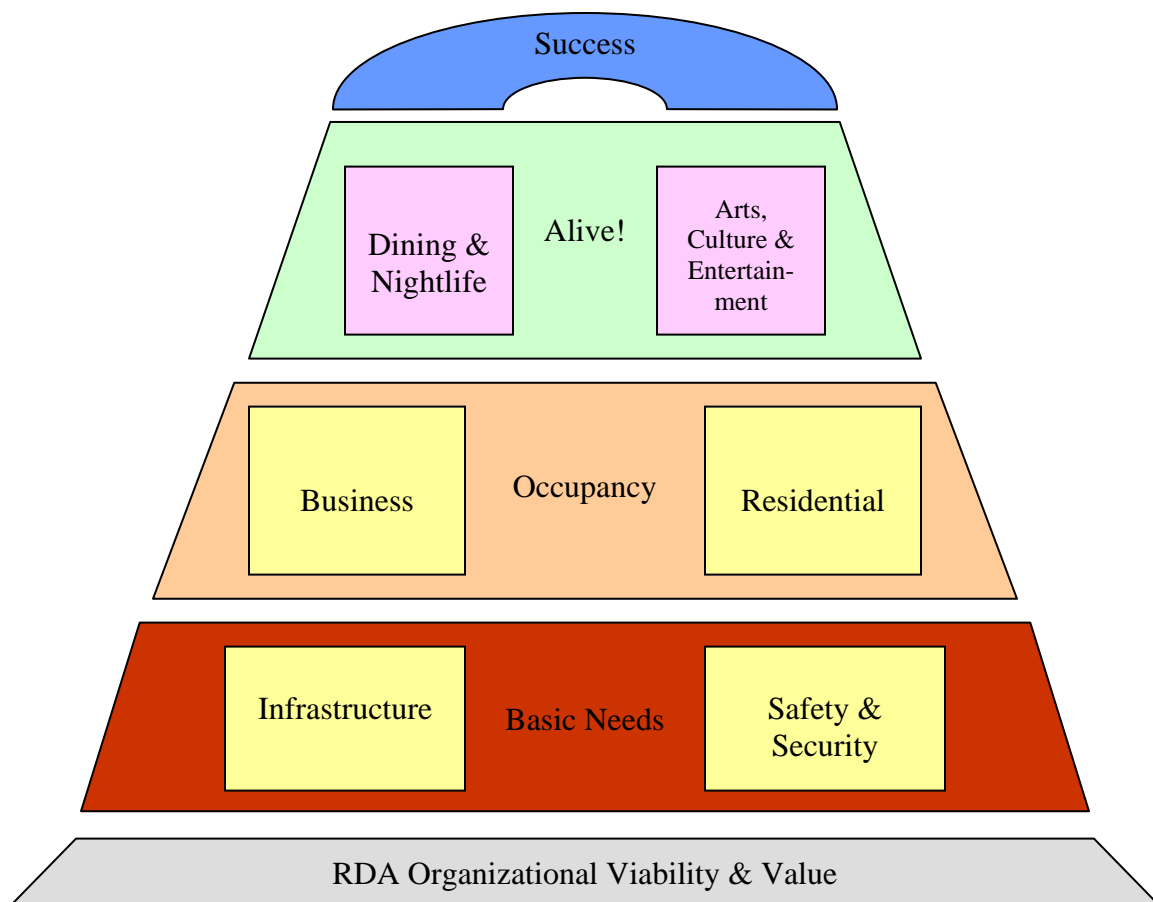 Success
Dining &
Nightlife
Alive!
Arts,
Culture &
Entertain-
ment
Business
Occupancy
Residential
Infrastructure
Basic Needs
Safety &
Security
RDA Organizational Viability & Value